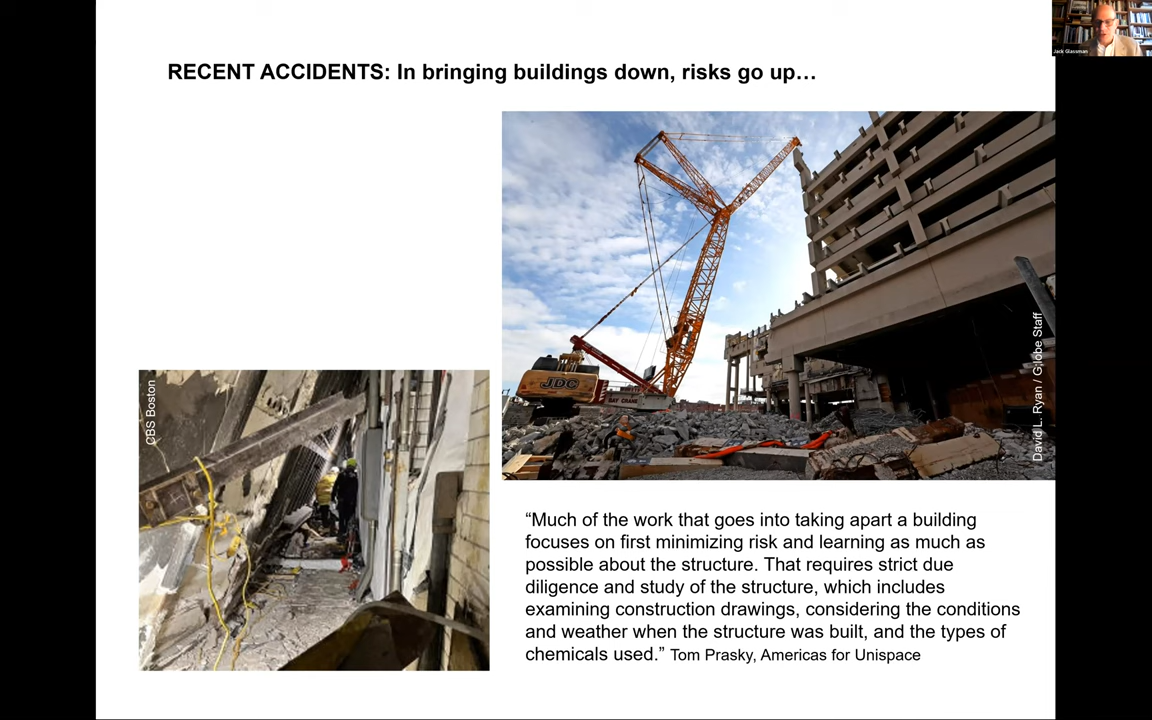 Jack Glassman
RECENT ACCIDENTS: In bringing buildings down, risks go up…
JDC
BAY CRANE
David L. Ryan / Globe Staff
CBS Boston
“Much of the work that goes into taking apart a building
focuses on first minimizing risk and learning as much as
possible about the structure. That requires strict due
diligence and study of the structure, which includes
examining construction drawings, considering the conditions
and weather when the structure was built, and the types of
chemicals used.” Tom Prasky, Americas for Unispace